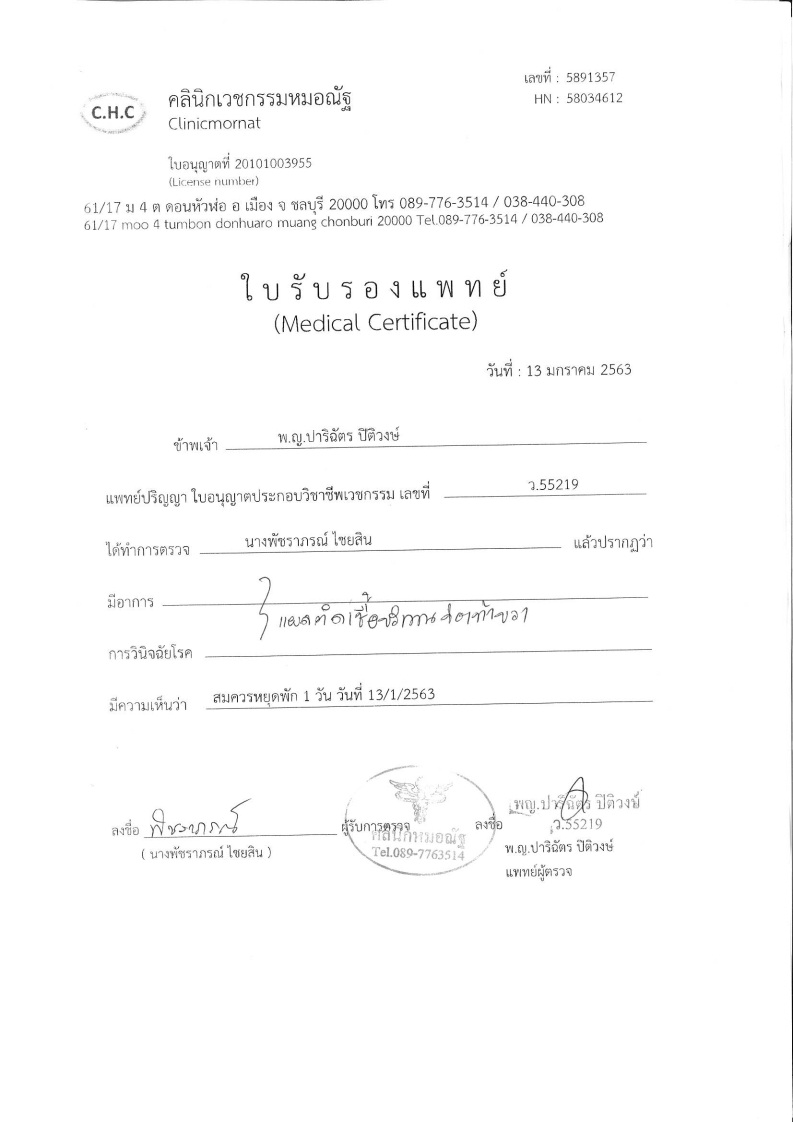 เลขที่ : 5891357
HN : 58034612
C.H.C
คลินิกเวชกรรมหมอณัฐ
Clinicmornat
ใบอนุญาตที่ 20101003955
(License number)
61/17 ม 4 ต ดอนหัวฬ่อ อ เมือง จ ชลบุรี 20000 โทร 089-776-3514 / 038-440-308
61/17 moo 4 tumbon donhuaro muang chonburi 20000 Tel.089-776-3514 / 038-440-308
ใบรับรองแพทย์
(Medical Certificate)
วันที่ : 13 มกราคม 2563
ข้าพเจ้า พ.ญ.ปาริฉัตร ปิติวงษ์
แพทย์ปริญญา ใบอนุญาตประกอบวิชาชีพเวชกรรม เลขที่ ว.55219
ได้ทำการตรวจ นางพัชราภรณ์ ไชยสิน แล้วปรากฏว่า
มีอาการ
แผลติดเชื้อบริเวณ
การวินิจฉัยโรค
มีความเห็นว่า สมควรหยุดพัก 1 วัน วันที่ 13/1/2563
พญ.ปาริฉัตร ปิติวงษ์
ลงชื่อ พัชราภรณ์ ผู้รับการตรวจ ลงชื่อ ว.55219
คลินิกหมอณัฐ
Tel.089-7763514
(นางพัชราภรณ์ ไชยสิน) พ.ญ.ปาริฉัตร ปิติวงษ์
แพทย์ผู้ตรวจ